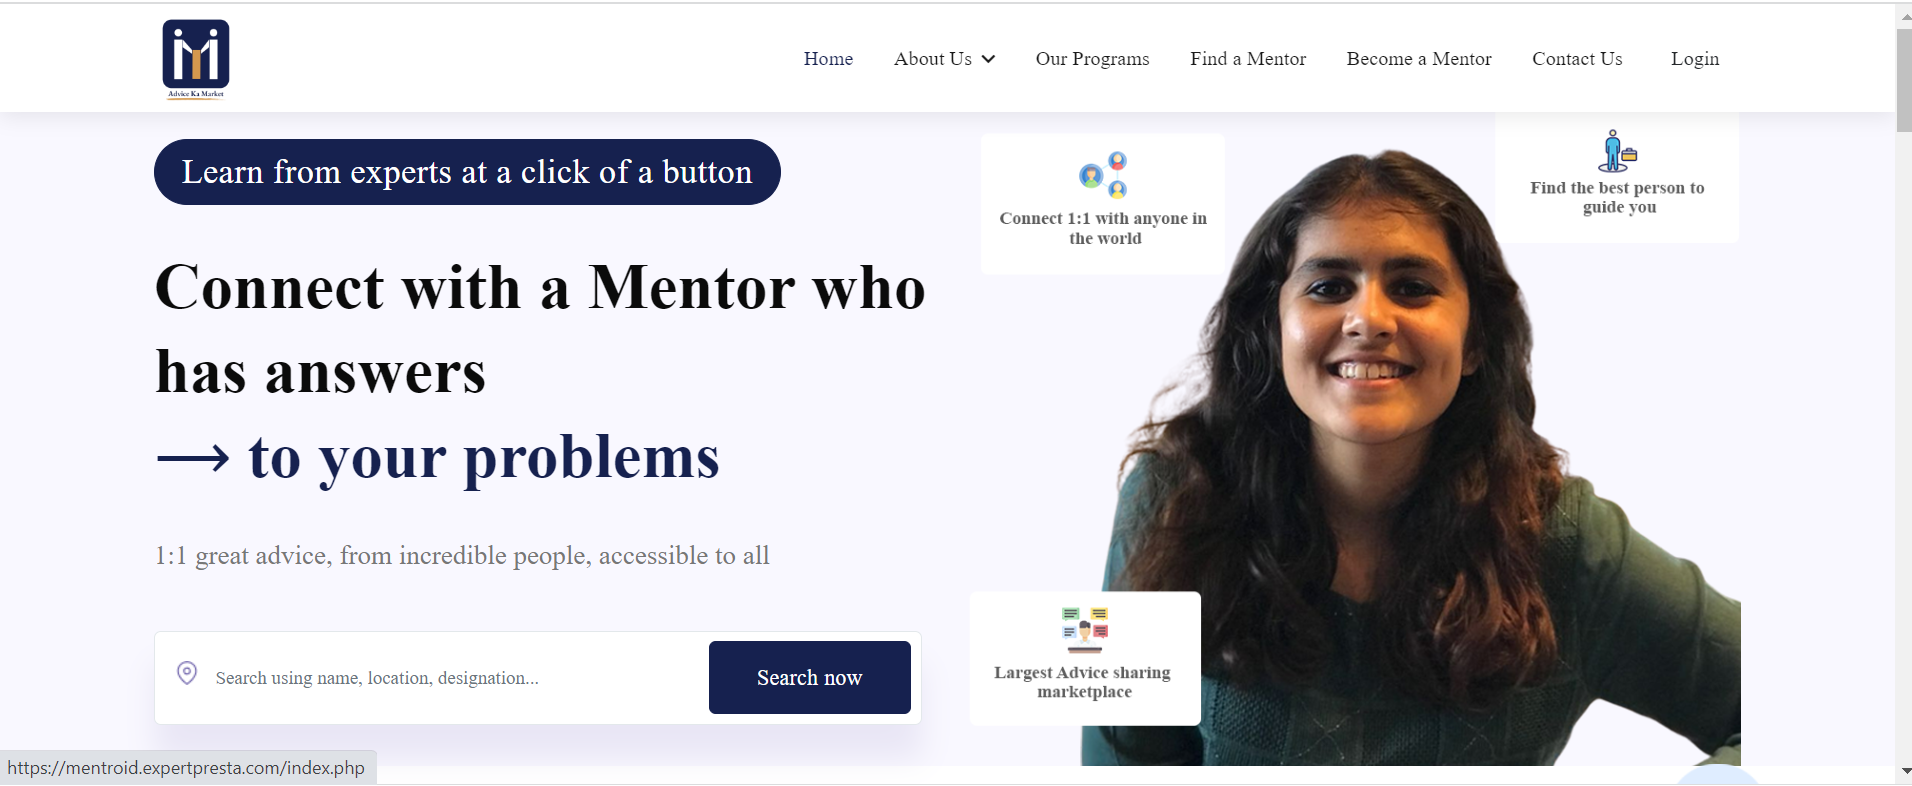 Advice Ka Market
Home
About Us
Our Programs
Find a Mentor
Become a Mentor
Contact Us
Login
Learn from experts at a click of a button
Connect with a Mentor who
has answers
⟶ to your problems
1:1 great advice, from incredible people, accessible to all
Search using name, location, designation...
Search now
Connect 1:1 with anyone in
the world
Find the best person to
guide you
Largest Advice sharing
marketplace
https://mentroid.expertpresta.com/index.php